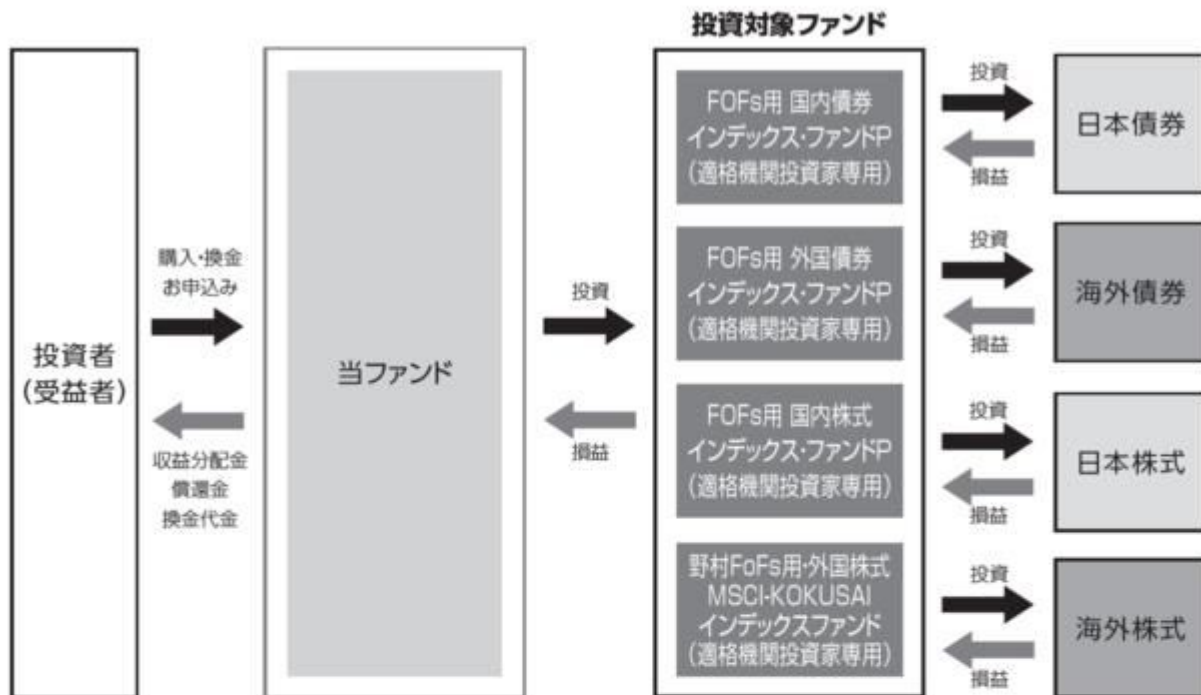 投資対象ファンド
投資者
(受益者)
購入・換金
お申込み
収益分配金
償還金
換金代金
当ファンド
投資
損益
FOFs用 国内債券
インデックス・ファンドP
(適格機関投資家専用)
投資
損益
日本債券
FOFs用 外国債券
インデックス・ファンドP
(適格機関投資家専用)
投資
損益
海外債券
FOFs用 国内株式
インデックス・ファンドP
(適格機関投資家専用)
投資
損益
日本株式
野村FoFs用・外国株式
MSCI-KOKUSAI
インデックスファンド
(適格機関投資家専用)
投資
損益
海外株式